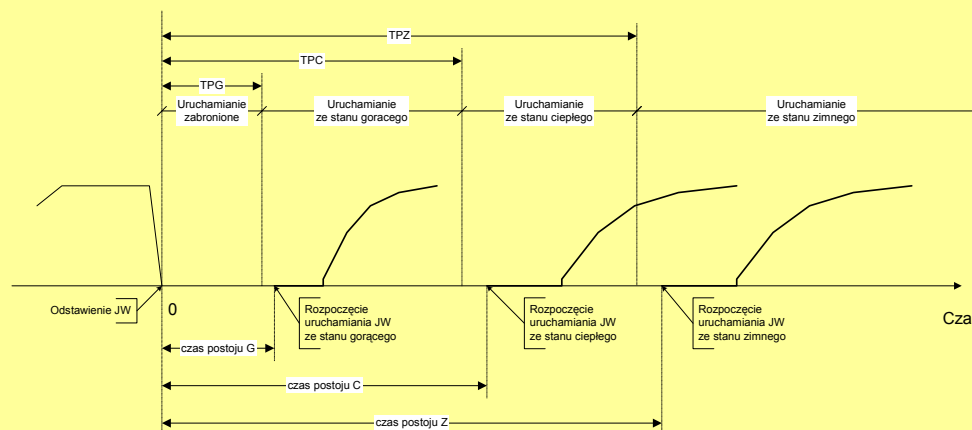 TPZ
TPC
TPG
Uruchamianie
zabronione
Uruchamianie
ze stanu goracego
Uruchamianie
ze stanu ciepłego
Uruchamianie
ze stanu zimnego
Odstawienie JW
0
Rozpoczęcie
uruchamiania JW
ze stanu gorącego
Rozpoczęcie
uruchamiania JW
ze stanu ciepłego
Rozpoczęcie
uruchamiania JW
ze stanu zimnego
Cza
czas postoju G
czas postoju C
czas postoju Z